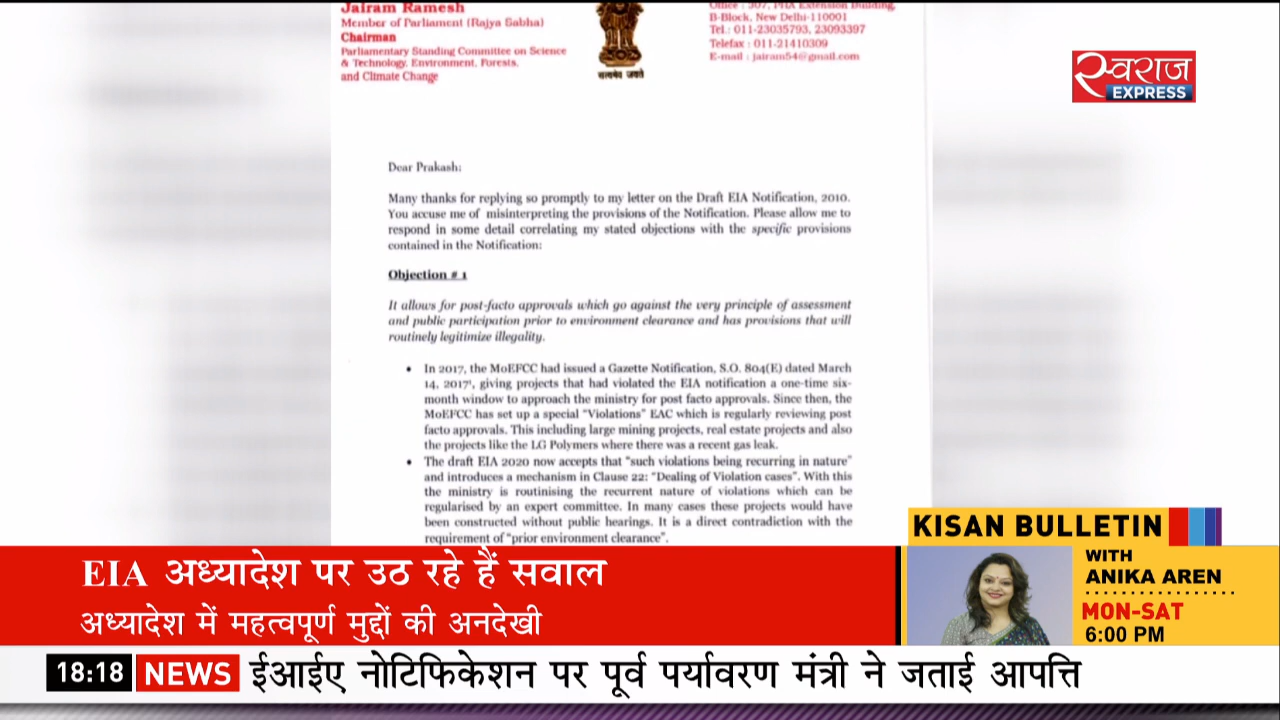 Jairam Ramesh
Member of Parliament (Rajya Sabha)
Chairman
Parliamentary Standing Committee on Science
& Technology, Environment, Forests,
and Climate Change
सत्यमेव जयते
Office : 307, Extension Building,
B-Block, New Delhi-110001
Tel.: 011-23035793, 23093397
Telefax : 011-21410309
E-mail : jairam54@gmail.com
स्वराज
EXPRESS
Dear Prakash:
Many thanks for replying so promptly to my letter on the Draft EIA Notification, 2010.
You accuse me of misinterpreting the provisions of the Notification. Please allow me to
respond in some detail correlating my stated objections with the specific provisions
contained in the Notification:
Objection # 1
It allows for post-facto approvals which go against the very principle of assessment
and public participation prior to environment clearance and has provisions that will
routinely legitimize illegality.
• In 2017, the MoEFCC had issued a Gazette Notification, S.O. 804(E) dated March
14, 2017¹, giving projects that had violated the EIA notification a one-time six-
month window to approach the ministry for post facto approvals. Since then, the
MoEFCC has set up a special “Violations” EAC which is regularly reviewing post
facto approvals. This including large mining projects, real estate projects and also
the projects like the LG Polymers where there was a recent gas leak.
• The draft EIA 2020 now accepts that “such violations being recurring in nature”
and introduces a mechanism in Clause 22: “Dealing of Violation cases”. With this
the ministry is routinising the recurrent nature of violations which can be
regularised by an expert committee. In many cases these projects would have
been constructed without public hearings. It is a direct contradiction with the
requirement of “prior environment clearance”.
KISAN BULLETIN
WITH
ANIKA AREN
MON-SAT
6:00 PM
EIA अध्यादेश पर उठ रहे हैं सवाल
अध्यादेश में महत्वपूर्ण मुद्दों की अनदेखी
18:18 NEWS ईआईए नोटिफिकेशन पर पूर्व पर्यावरण मंत्री ने जताई आपत्ति